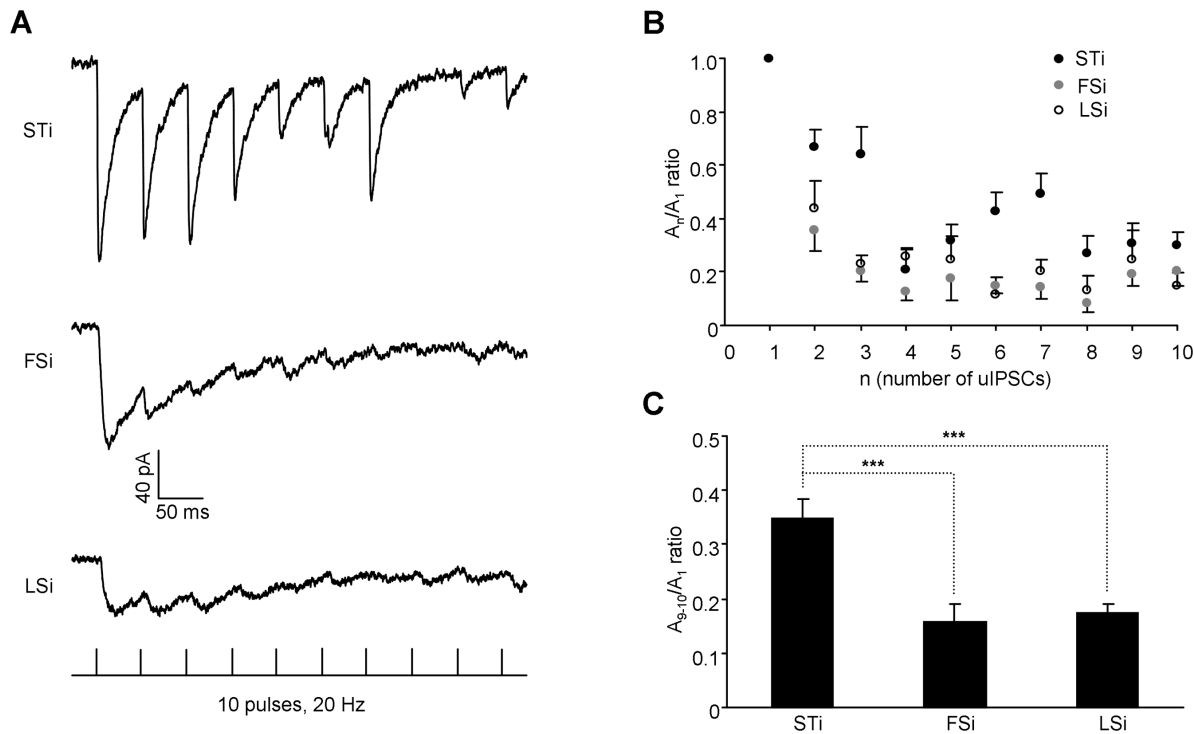 A
STi
FSi
40 pA
50 ms
LSi
10 pulses, 20 Hz
B
STi
FSi
LSi
An/A1 ratio
1.0
0.8
0.6
0.4
0.2
0
0 1 2 3 4 5 6 7 8 9 10
n (number of uIPSCs)
C
A9-10/A1 ratio
0.5
0.4
0.3
0.2
0.1
0
***
***
STi FSi LSi